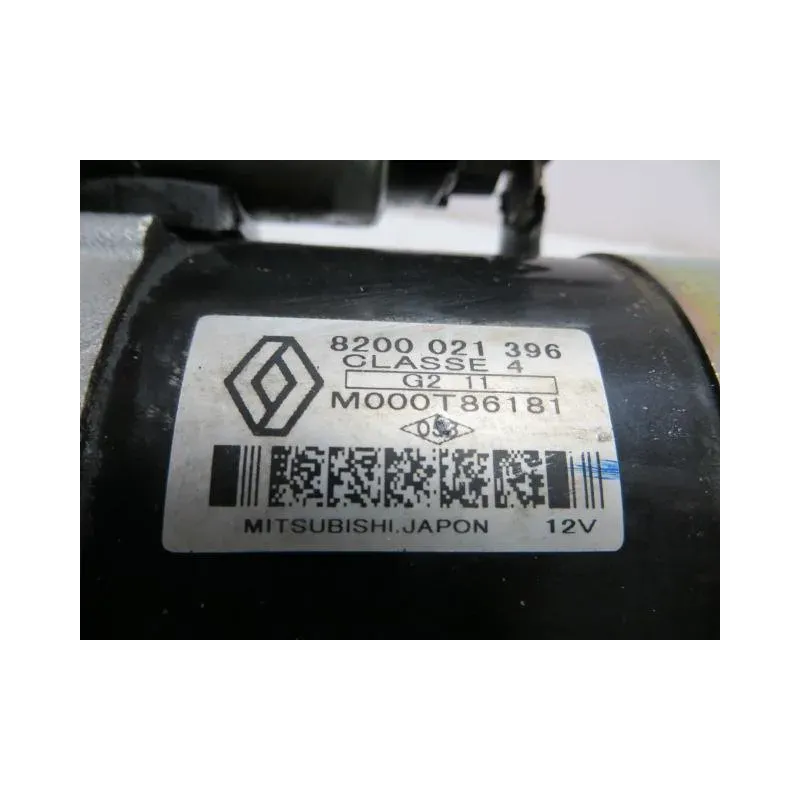 8200 021 396
CLASSE 4
G2 11
M000T86181
MITSUBISHI.JAPON 12V